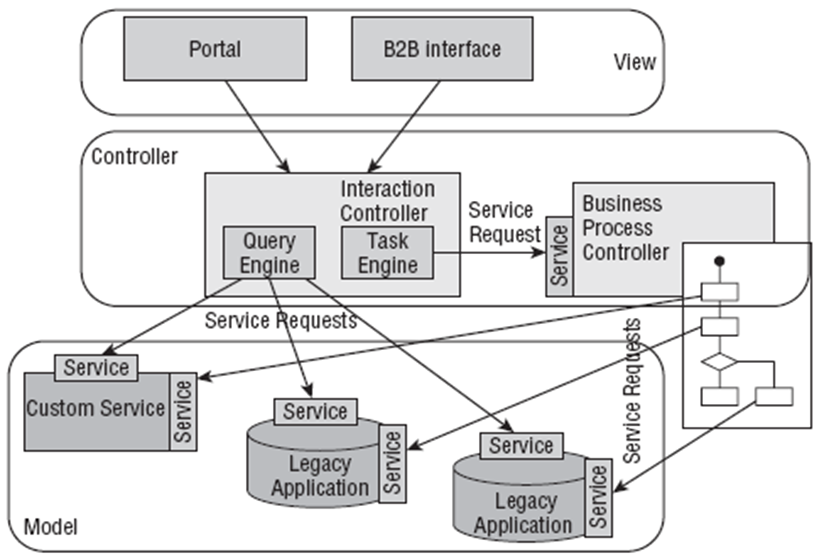 Portal
B2B interface
View
Controller
Interaction
Controller
Query
Engine
Task
Engine
Service
Request
Service
Business
Process
Controller
Service Requests
Service Requests
Service
Custom Service
Service
Service
Legacy
Application
Service
Service
Legacy
Application
Service
Model